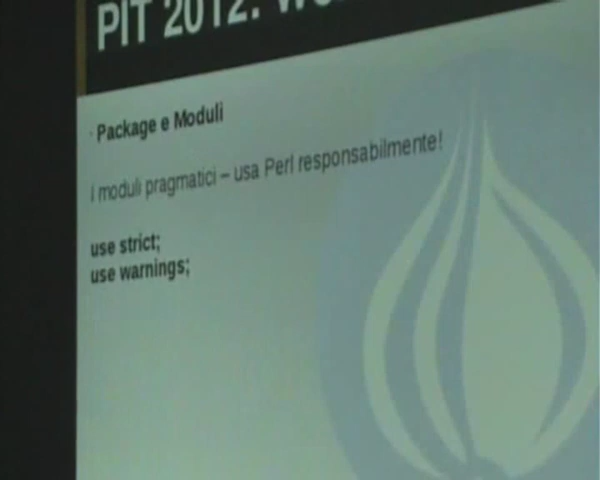 PIT 2012:
· Package e Moduli
I moduli pragmatici – usa Perl responsabilmente!
use strict;
use warnings;